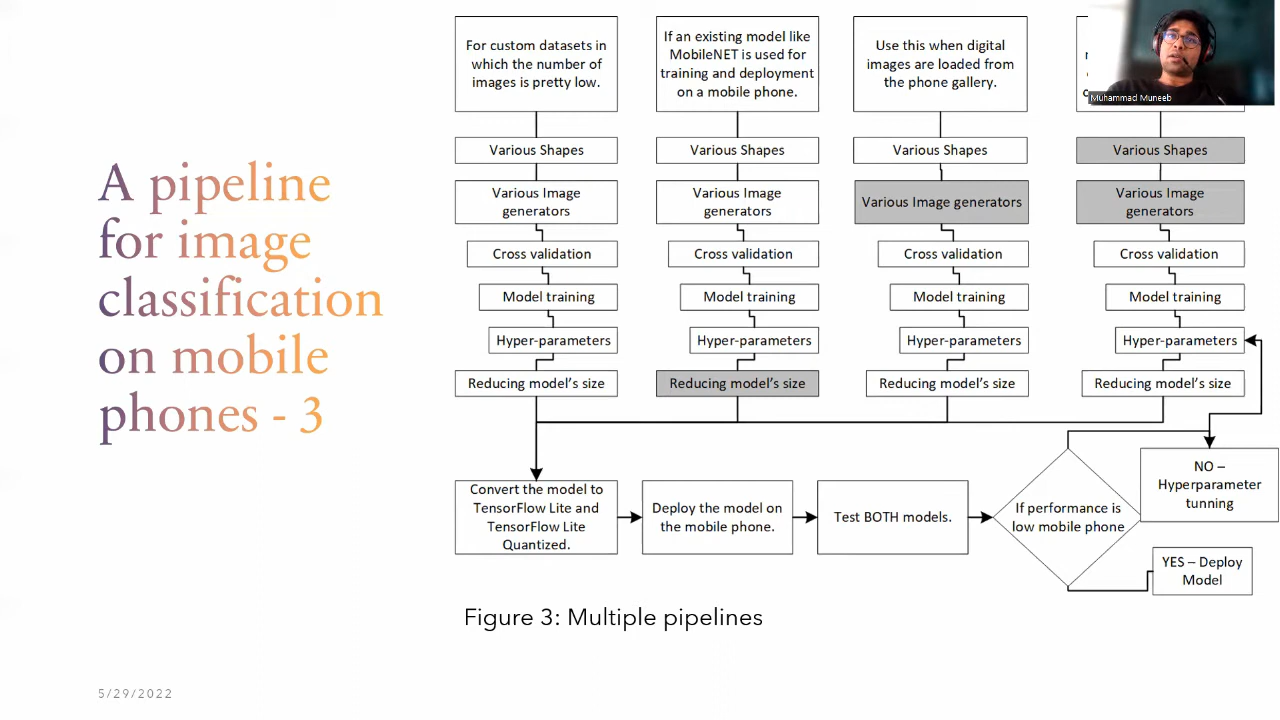 A pipeline
for image
classification
on mobile
phones - 3
For custom datasets in
which the number of
images is pretty low.
Various Shapes
Various Image
generators
Cross validation
Model training
Hyper-parameters
Reducing model's size
If an existing model like
MobileNET is used for
training and deployment
on a mobile phone.
Various Shapes
Various Image
generators
Cross validation
Model training
Hyper-parameters
Reducing model's size
Use this when digital
images are loaded from
the phone gallery.
Various Shapes
Various Image generators
Cross validation
Model training
Hyper-parameters
Reducing model's size
Muhammad Muneeb
Various Shapes
Various Image
generators
Cross validation
Model training
Hyper-parameters
Reducing model's size
Convert the model to
TensorFlow Lite and
TensorFlow Lite
Quantized.
Deploy the model on
the mobile phone.
Test BOTH models.
If performance is
low mobile phone
NO –
Hyperparameter
tunning
YES – Deploy
Model
Figure 3: Multiple pipelines
5/29/2022